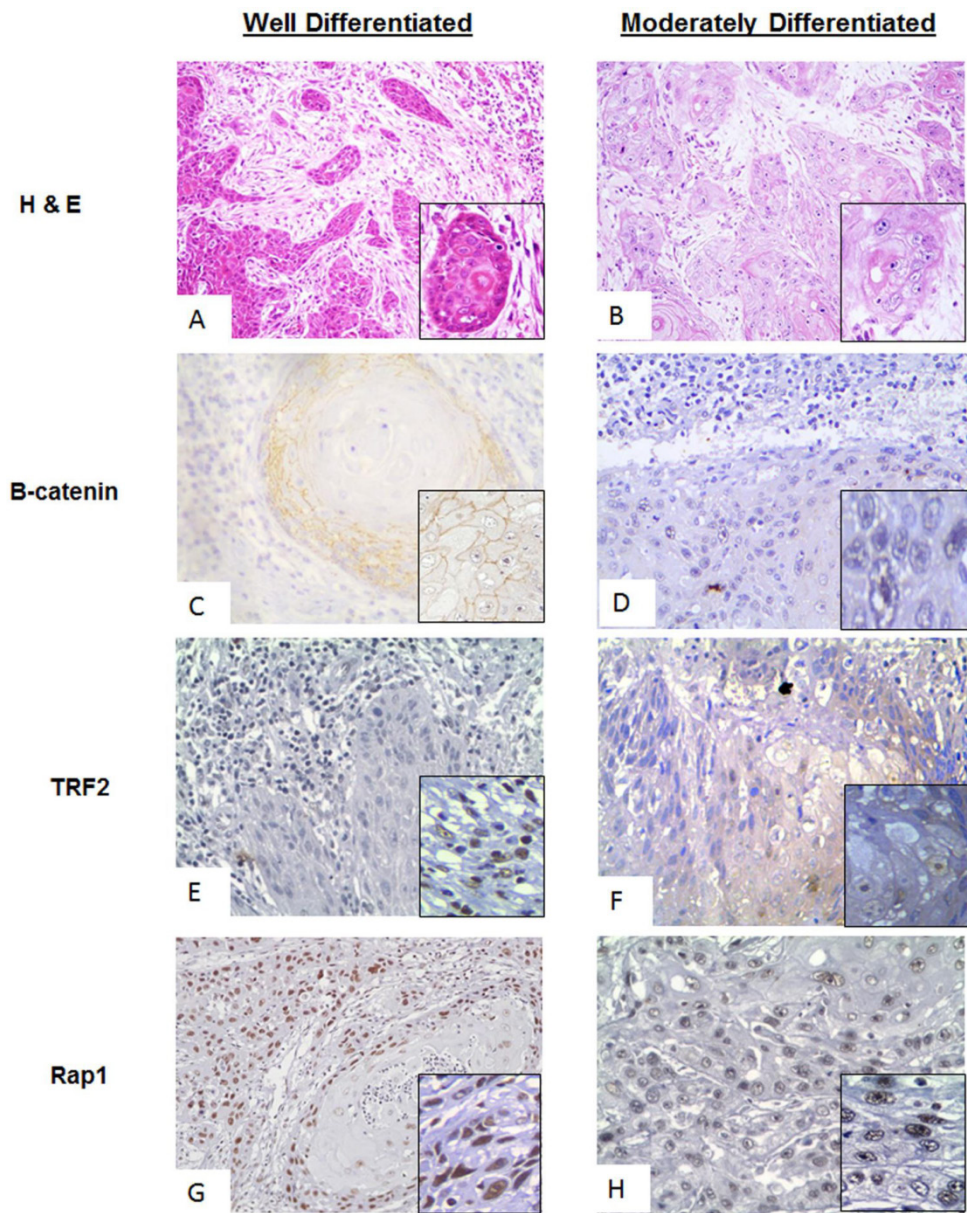 Well Differentiated
Moderately Differentiated
H & E
A
B
B-catenin
C
D
TRF2
E
F
Rap1
G
H